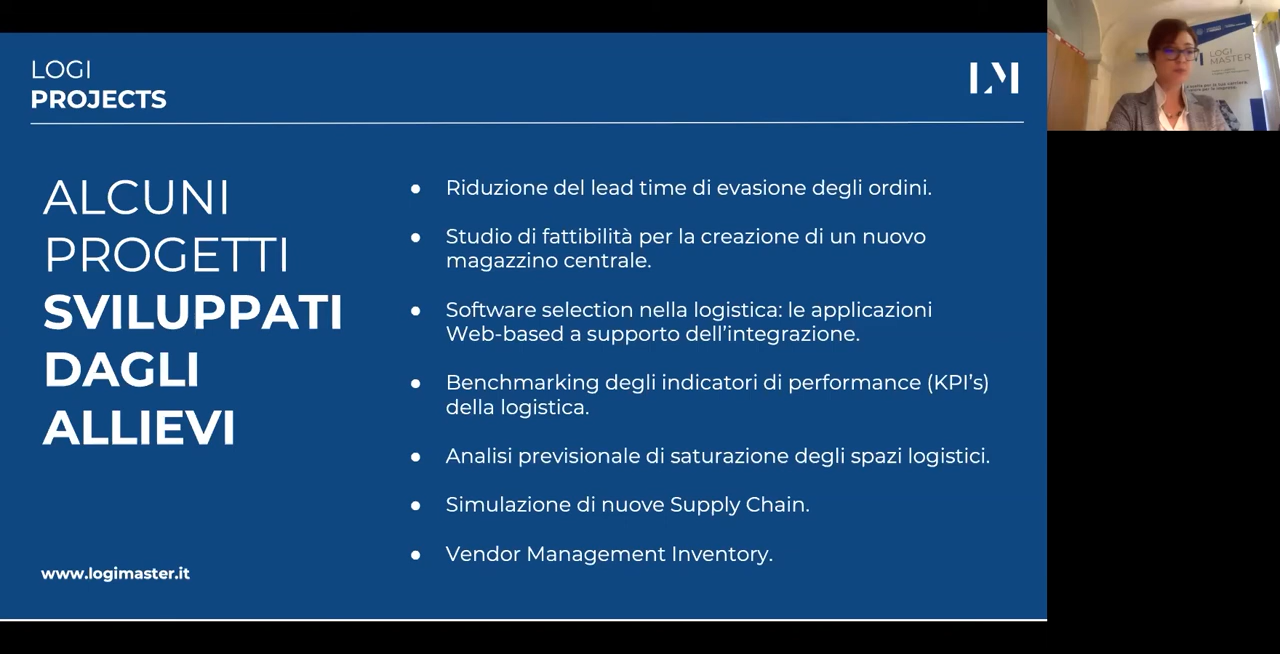 LOGI
PROJECTS
LM
ALCUNI
PROGETTI
SVILUPPATI
DAGLI
ALLIEVI
● Riduzione del lead time di evasione degli ordini.
● Studio di fattibilità per la creazione di un nuovo
magazzino centrale.
● Software selection nella logistica: le applicazioni
Web-based a supporto dell’integrazione.
● Benchmarking degli indicatori di performance (KPI’s)
della logistica.
● Analisi previsionale di saturazione degli spazi logistici.
● Simulazione di nuove Supply Chain.
● Vendor Management Inventory.
www.logimaster.it
LOGI
MASTER